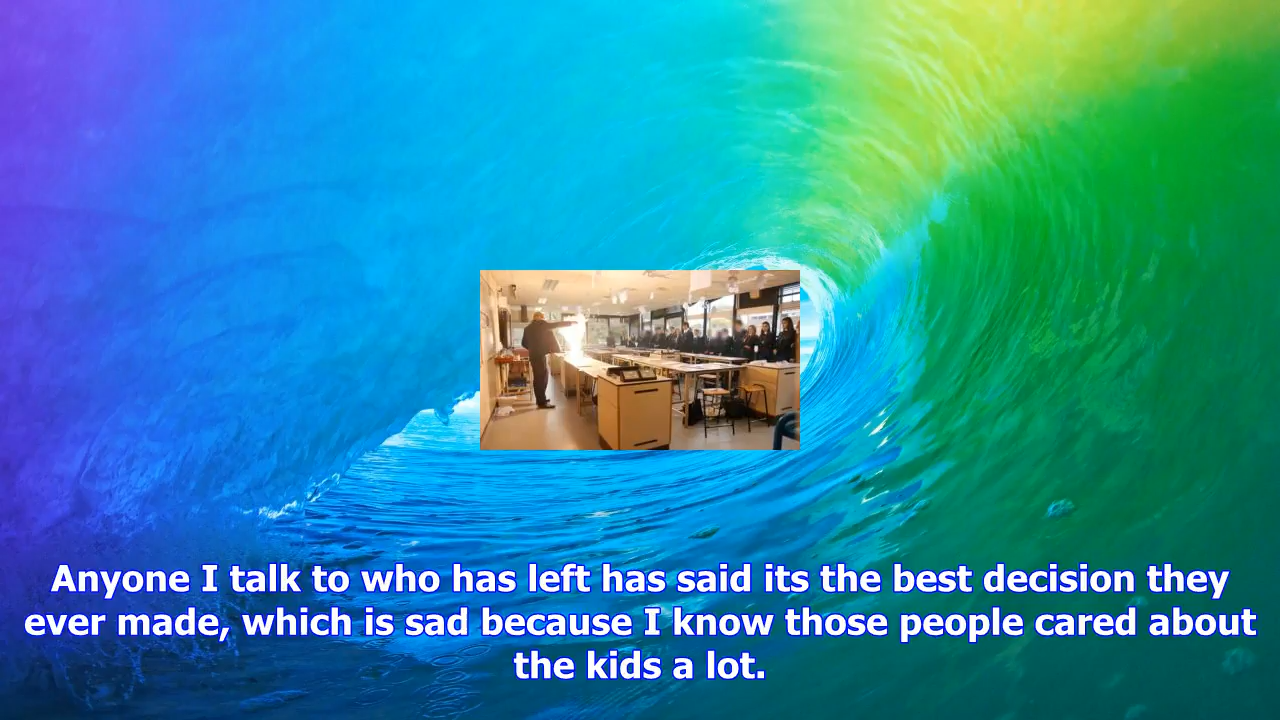 Anyone I talk to who has left has said its the best decision they
ever made, which is sad because I know those people cared about
the kids a lot.